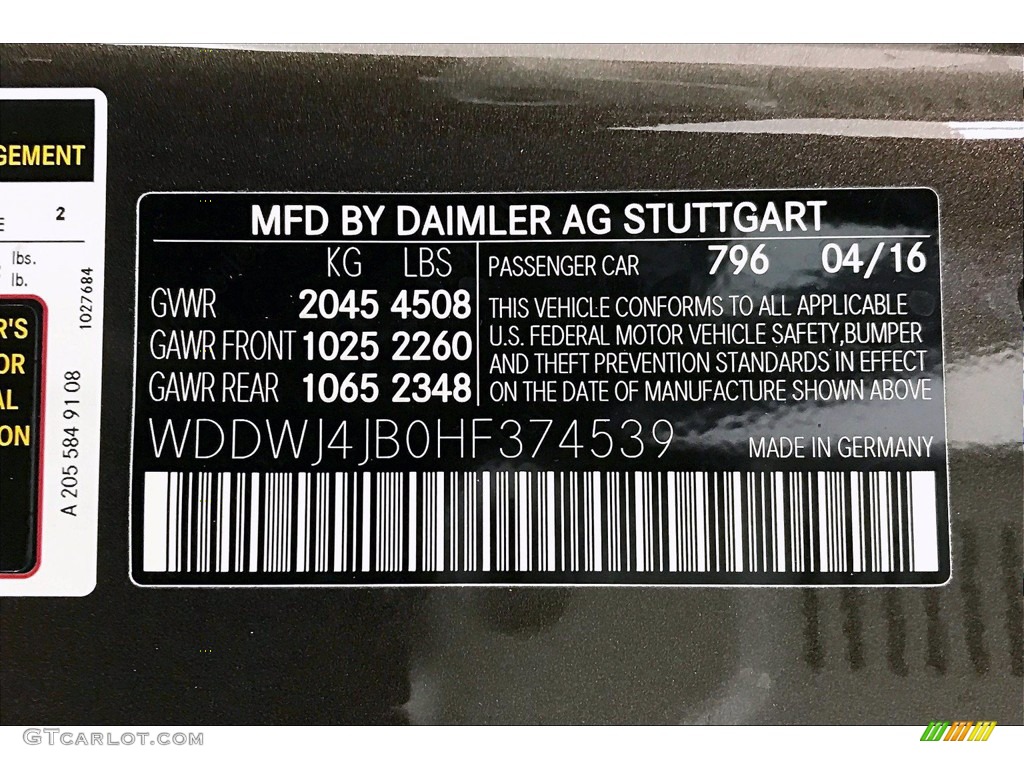 GEMENT
E 2
lbs.
lb.
R'S
OR
AL
ON
1027684
A 205 584 91 08
MFD BY DAIMLER AG STUTTGART
KG LBS
GVWR 2045 4508
GAWR FRONT 1025 2260
GAWR REAR 1065 2348
PASSENGER CAR 796 04/16
THIS VEHICLE CONFORMS TO ALL APPLICABLE
U.S. FEDERAL MOTOR VEHICLE SAFETY,BUMPER
AND THEFT PREVENTION STANDARDS IN EFFECT
ON THE DATE OF MANUFACTURE SHOWN ABOVE
WDDWJ4JB0HF374539 MADE IN GERMANY
GTCARLOT.COM